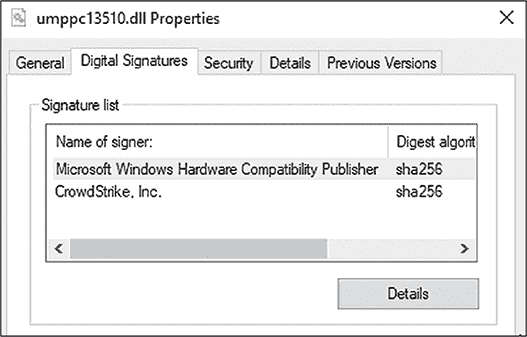 umppc13510.dll Properties
General Digital Signatures Security Details Previous Versions
Signature list
Name of signer: Digest algorit
Microsoft Windows Hardware Compatibility Publisher sha256
CrowdStrike, Inc. sha256
Details